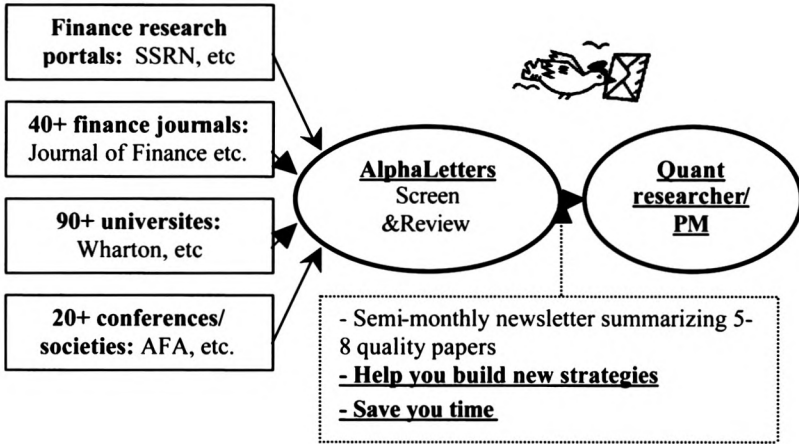 Finance research
portals: SSRN, etc
40+ finance journals:
Journal of Finance etc.
90+ universites:
Wharton, etc
20+ conferences/
societies: AFA, etc.
AlphaLetters
Screen
&Review
Quant
researcher/
PM
- Semi-monthly newsletter summarizing 5-
8 quality papers
- Help you build new strategies
- Save you time